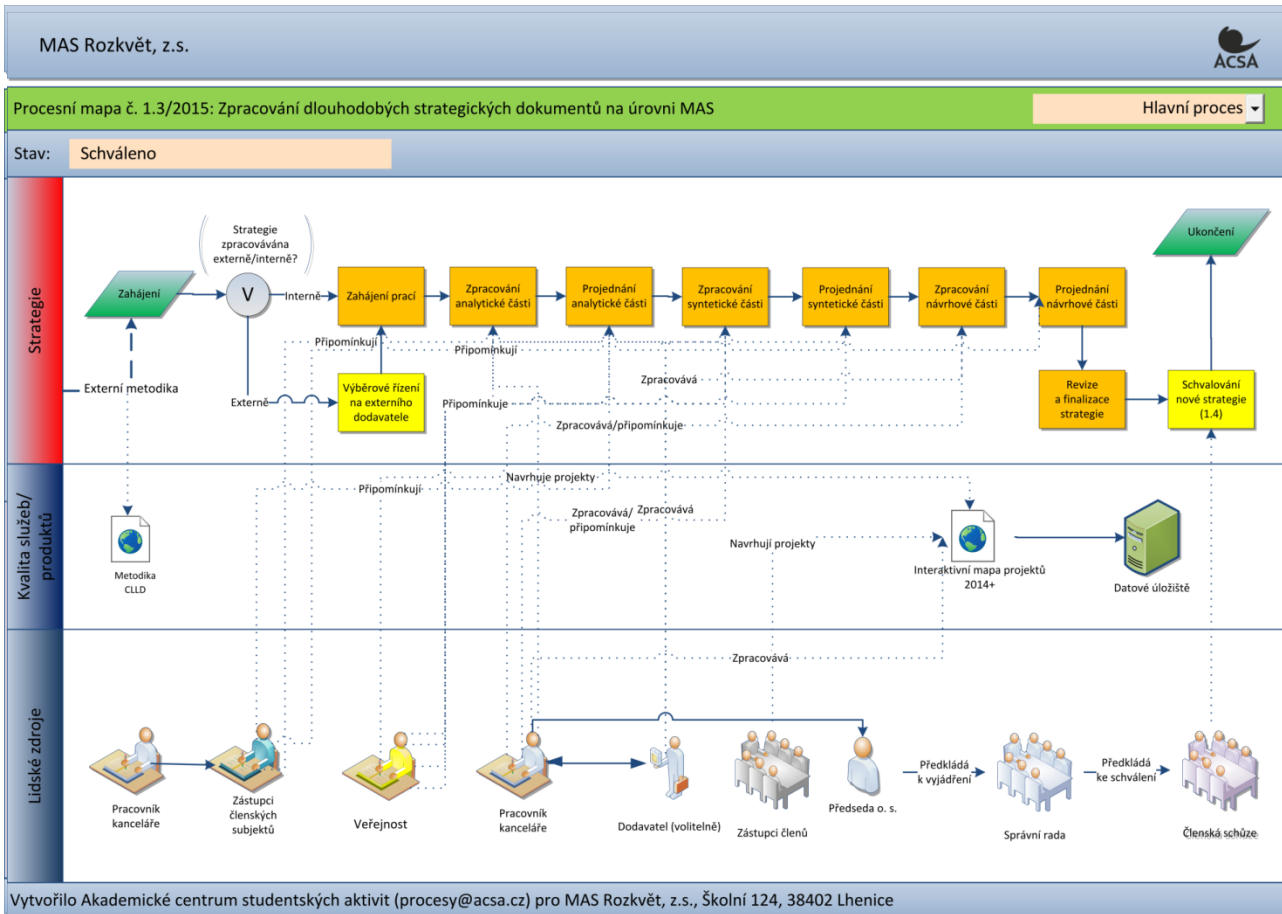 MAS Rozkvět, z.s.
ACSA
Procesní mapa č. 1.3/2015: Zpracování dlouhodobých strategických dokumentů na úrovni MAS
Hlavní proces
Stav:
Schváleno
Strategie
Strategie
zpracovávána
externě/interně?
Ukončení
Zahájení
V
Interně
Zahájení prací
Zpracování
analytické části
Projednání
analytické části
Zpracování
syntetické části
Projednání
syntetické části
Zpracování
návrhové části
Projednání
návrhové části
Připomínkují
Připomínkují
Zpracovává
Externí metodika
Externě
Výběrové řízení
na externího
dodavatele
Připomínkuje
Zpracovává/připomínkuje
Revize
a finalizace
strategie
Schvalování
nové strategie
(1.4)
Kvalita služeb/
produktů
Navrhuje projekty
Připomínkují
Zpracovává/
připomínkuje
Zpracovává
Navrhují projekty
Metodika
CLLD
Interaktivní mapa projektů
2014+
Datové úložiště
Lidské zdroje
Zpracovává
Pracovník
kanceláře
Zástupci
členských
subjektů
Veřejnost
Pracovník
kanceláře
Dodavatel (volitelně)
Zástupci členů
Předseda o. s.
Předkládá
k vyjádření
Správní rada
Předkládá
ke schválení
Členská schůze
Vytvořilo Akademické centrum studentských aktivit (procesy@acsa.cz) pro MAS Rozkvět, z.s., Školní 124, 38402 Lhenice